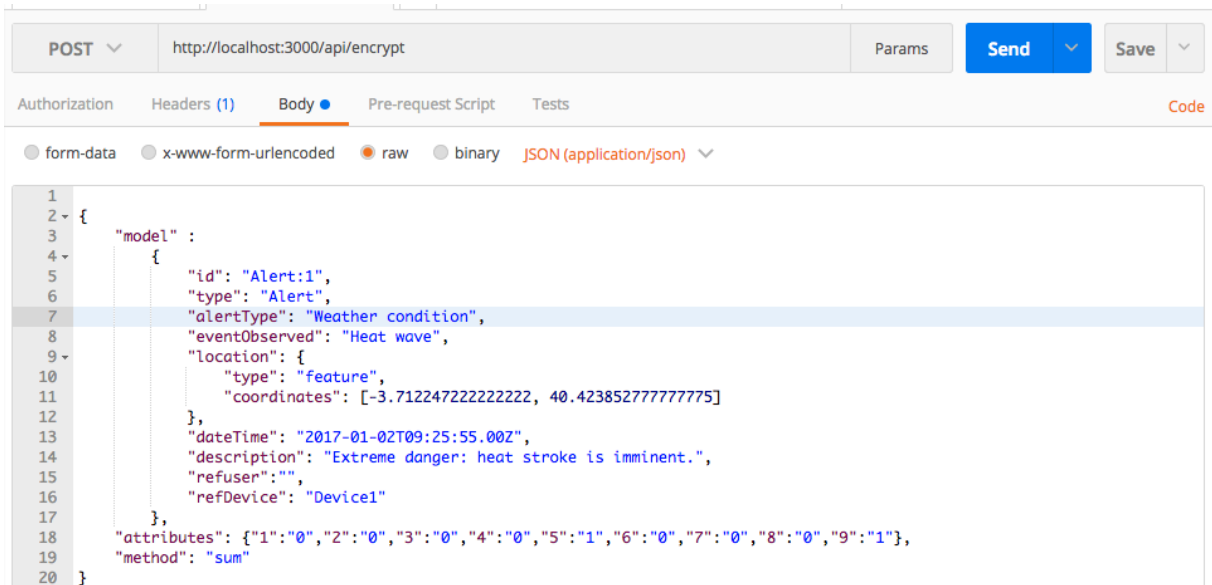 POST http://localhost:3000/api/encrypt Params Send Save
Authorization Headers (1) Body Pre-request Script Tests Code
form-data x-www-form-urlencoded raw binary JSON (application/json)
1
2 {
3 "model" :
4 {
5 "id": "Alert:1",
6 "type": "Alert",
7 "alertType": "Weather condition",
8 "eventObserved": "Heat wave",
9 "location": {
10 "type": "feature",
11 "coordinates": [-3.712247222222222, 40.423852777777775]
12 },
13 "dateTime": "2017-01-02T09:25:55.00Z",
14 "description": "Extreme danger: heat stroke is imminent.",
15 "refuser":"",
16 "refDevice": "Device1"
17 },
18 "attributes": {"1":"0","2":"0","3":"0","4":"0","5":"1","6":"0","7":"0","8":"0","9":"1"},
19 "method": "sum"
20 }